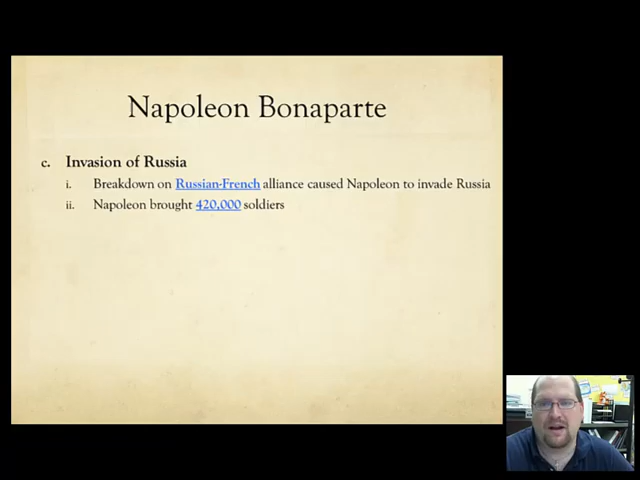 Napoleon Bonaparte
c. Invasion of Russia
i. Breakdown on Russian-French alliance caused Napoleon to invade Russia
ii. Napoleon brought 420,000 soldiers